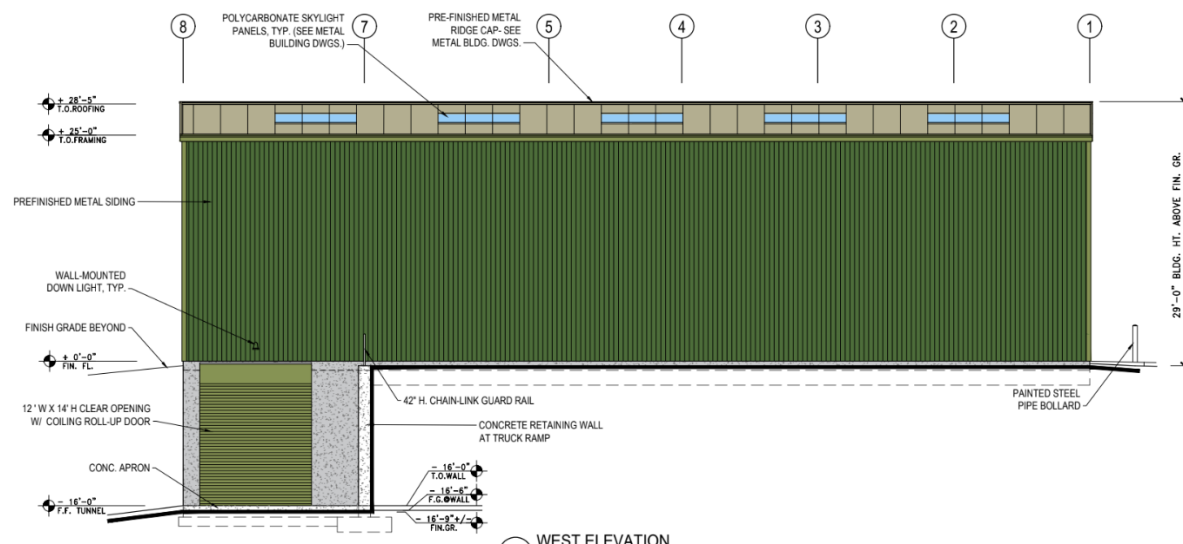 POLYCARBONATE SKYLIGHT
PANELS, TYP. (SEE METAL
BUILDING DWGS.)
PRE-FINISHED METAL
RIDGE CAP- SEE
METAL BLDG. DWGS.
8
7
5
4
3
2
1
+ 28'-5"
T.O.ROOFING
+ 25'-0"
T.O.FRAMING
PREFINISHED METAL SIDING
WALL-MOUNTED
DOWN LIGHT, TYP.
FINISH GRADE BEYOND
+ 0'-0"
FIN. FL.
12 ' W X 14' H CLEAR OPENING
W/ COILING ROLL-UP DOOR
CONC. APRON
- 16'-0"
F.F. TUNNEL
42" H. CHAIN-LINK GUARD RAIL
CONCRETE RETAINING WALL
AT TRUCK RAMP
- 16'-0"
T.O.WALL
- 16'-6"
F.G.@WALL
- 16'-9"+/-
FIN.GR.
PAINTED STEEL
PIPE BOLLARD
29'-0" BLDG. HT. ABOVE FIN. GR.
WEST ELEVATION